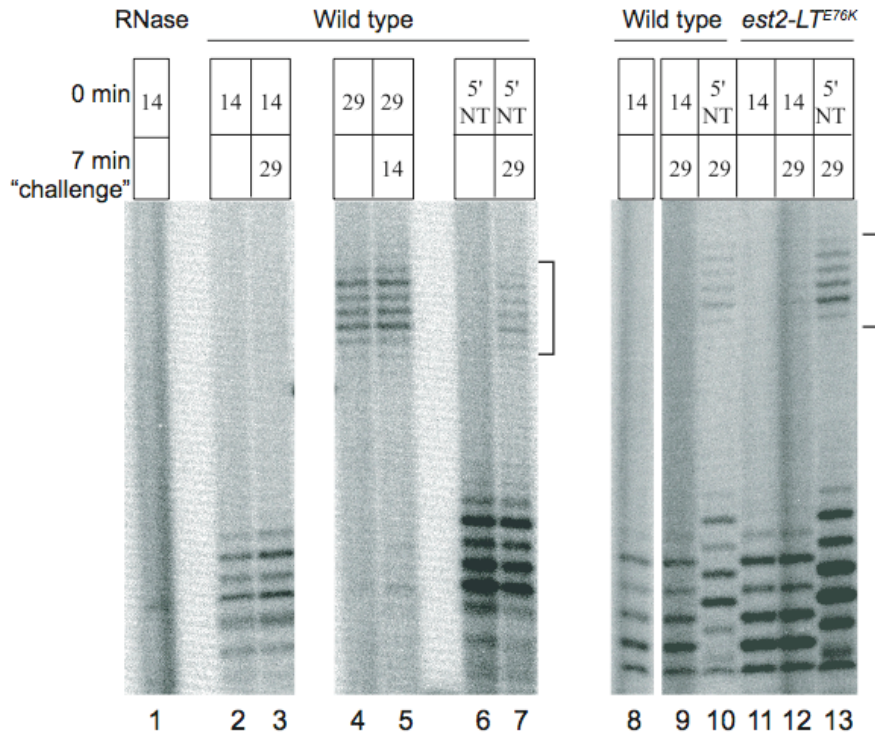 RNase Wild type Wild type est2-LT^E76K
0 min 14 14 14 29 29 5' NT 5' NT 14 14 5' NT 14 14 5' NT
7 min "challenge" 29 14 29 29 29 29 29
1 2 3 4 5 6 7 8 9 10 11 12 13